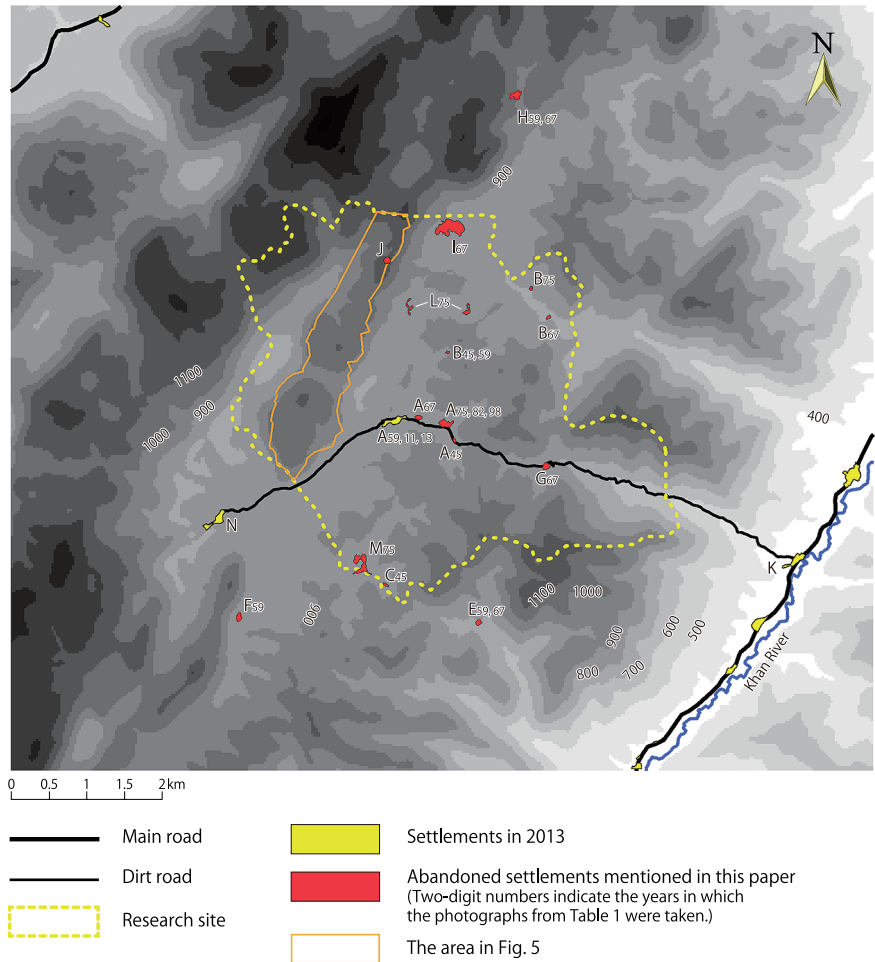 N
H59, 67
900
I67
J
B75
L75
B67
B45, 59
1100
900
1000
A67
A75, 82, 98
A59, 11, 13
A45
400
G67
N
M75
K
C45
F59
900
E59, 67
1100
1000
900
600
500
800
700
Khan River
0 0.5 1 1.5 2km
Main road
Settlements in 2013
Dirt road
Abandoned settlements mentioned in this paper
(Two-digit numbers indicate the years in which
the photographs from Table 1 were taken.)
Research site
The area in Fig. 5